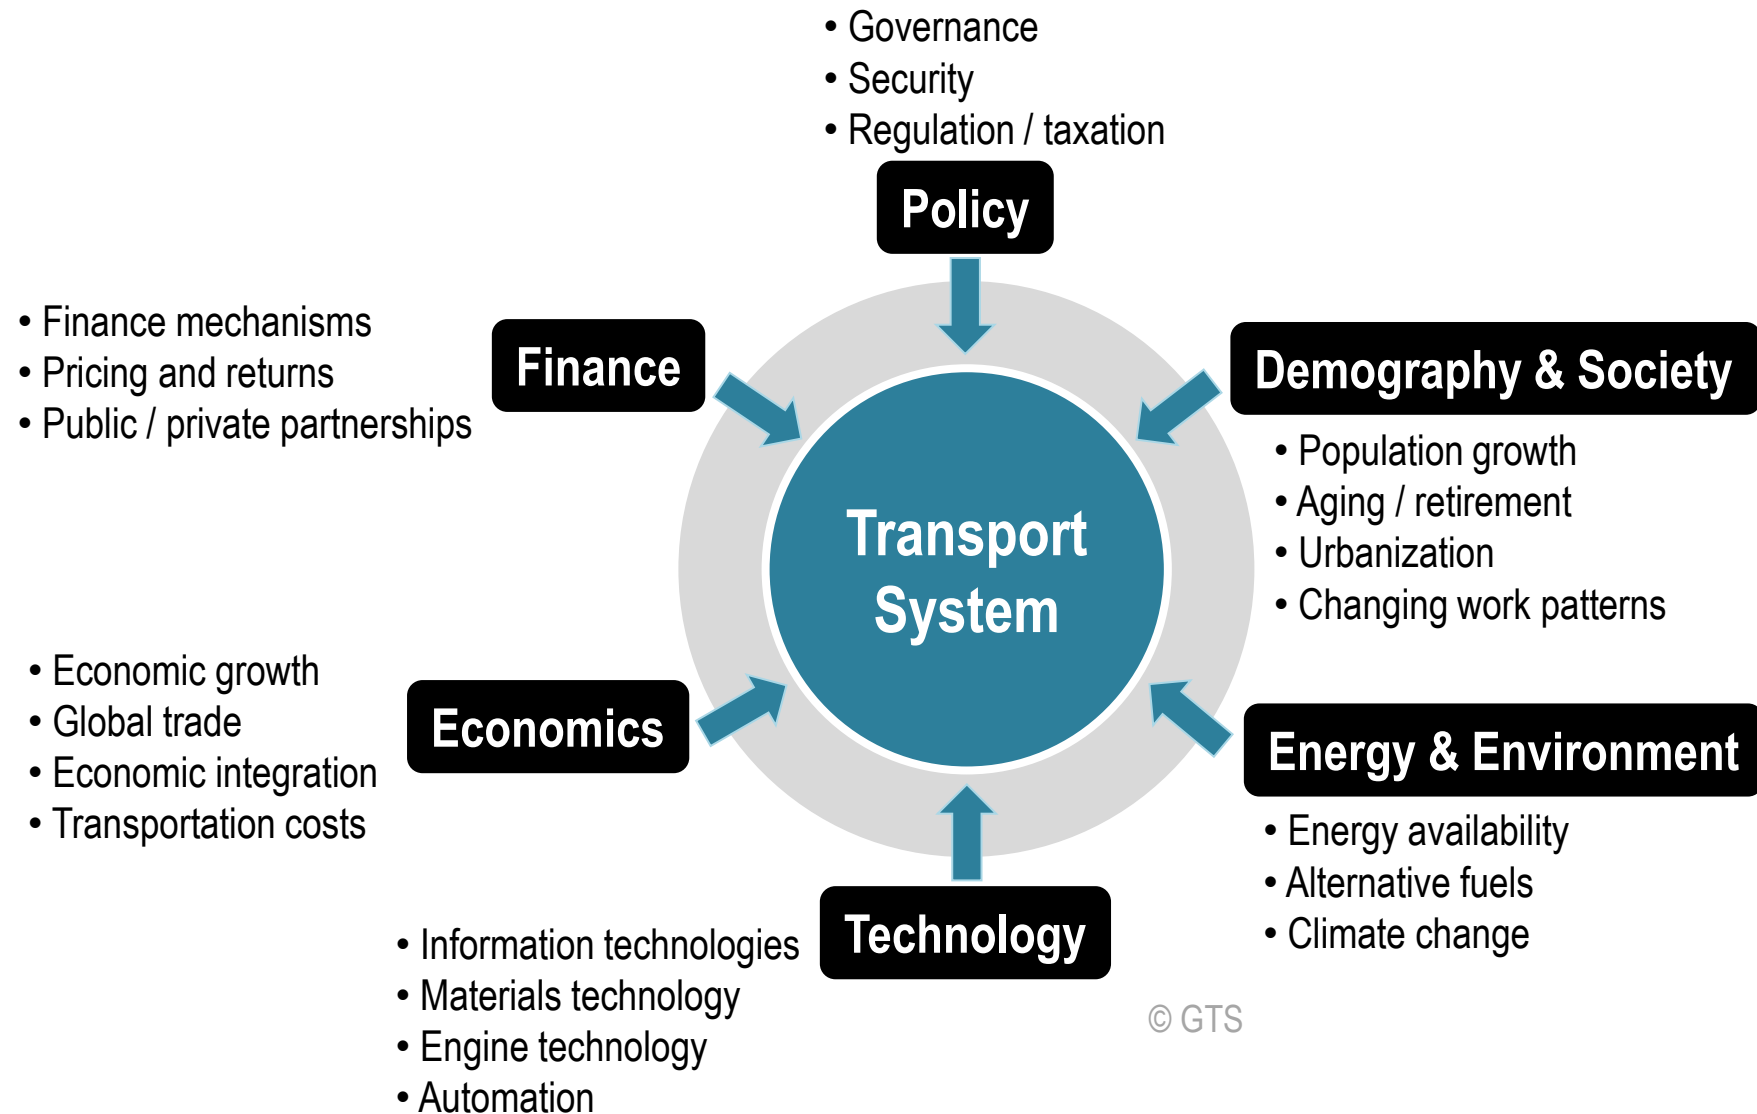 • Governance
• Security
• Regulation / taxation
Policy
• Finance mechanisms
• Pricing and returns
• Public / private partnerships
Finance
Demography & Society
• Population growth
• Aging / retirement
• Urbanization
• Changing work patterns
Transport
System
• Economic growth
• Global trade
• Economic integration
• Transportation costs
Economics
Energy & Environment
• Energy availability
• Alternative fuels
• Climate change
Technology
• Information technologies
• Materials technology
• Engine technology
• Automation
© GTS